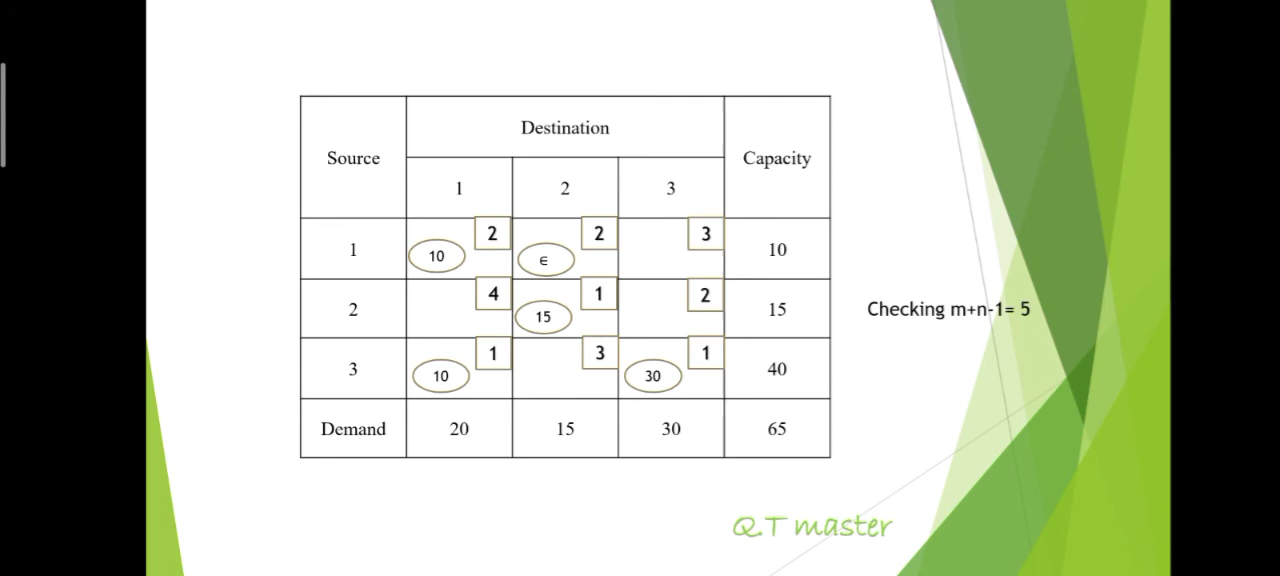 Destination
Source
Capacity
1 2 3
2 2 3
1 10 ∈ 10
4 1 2
2 15 15
Checking m+n-1= 5
1 3 1
3 10 30 40
Demand 20 15 30 65
Q.T master